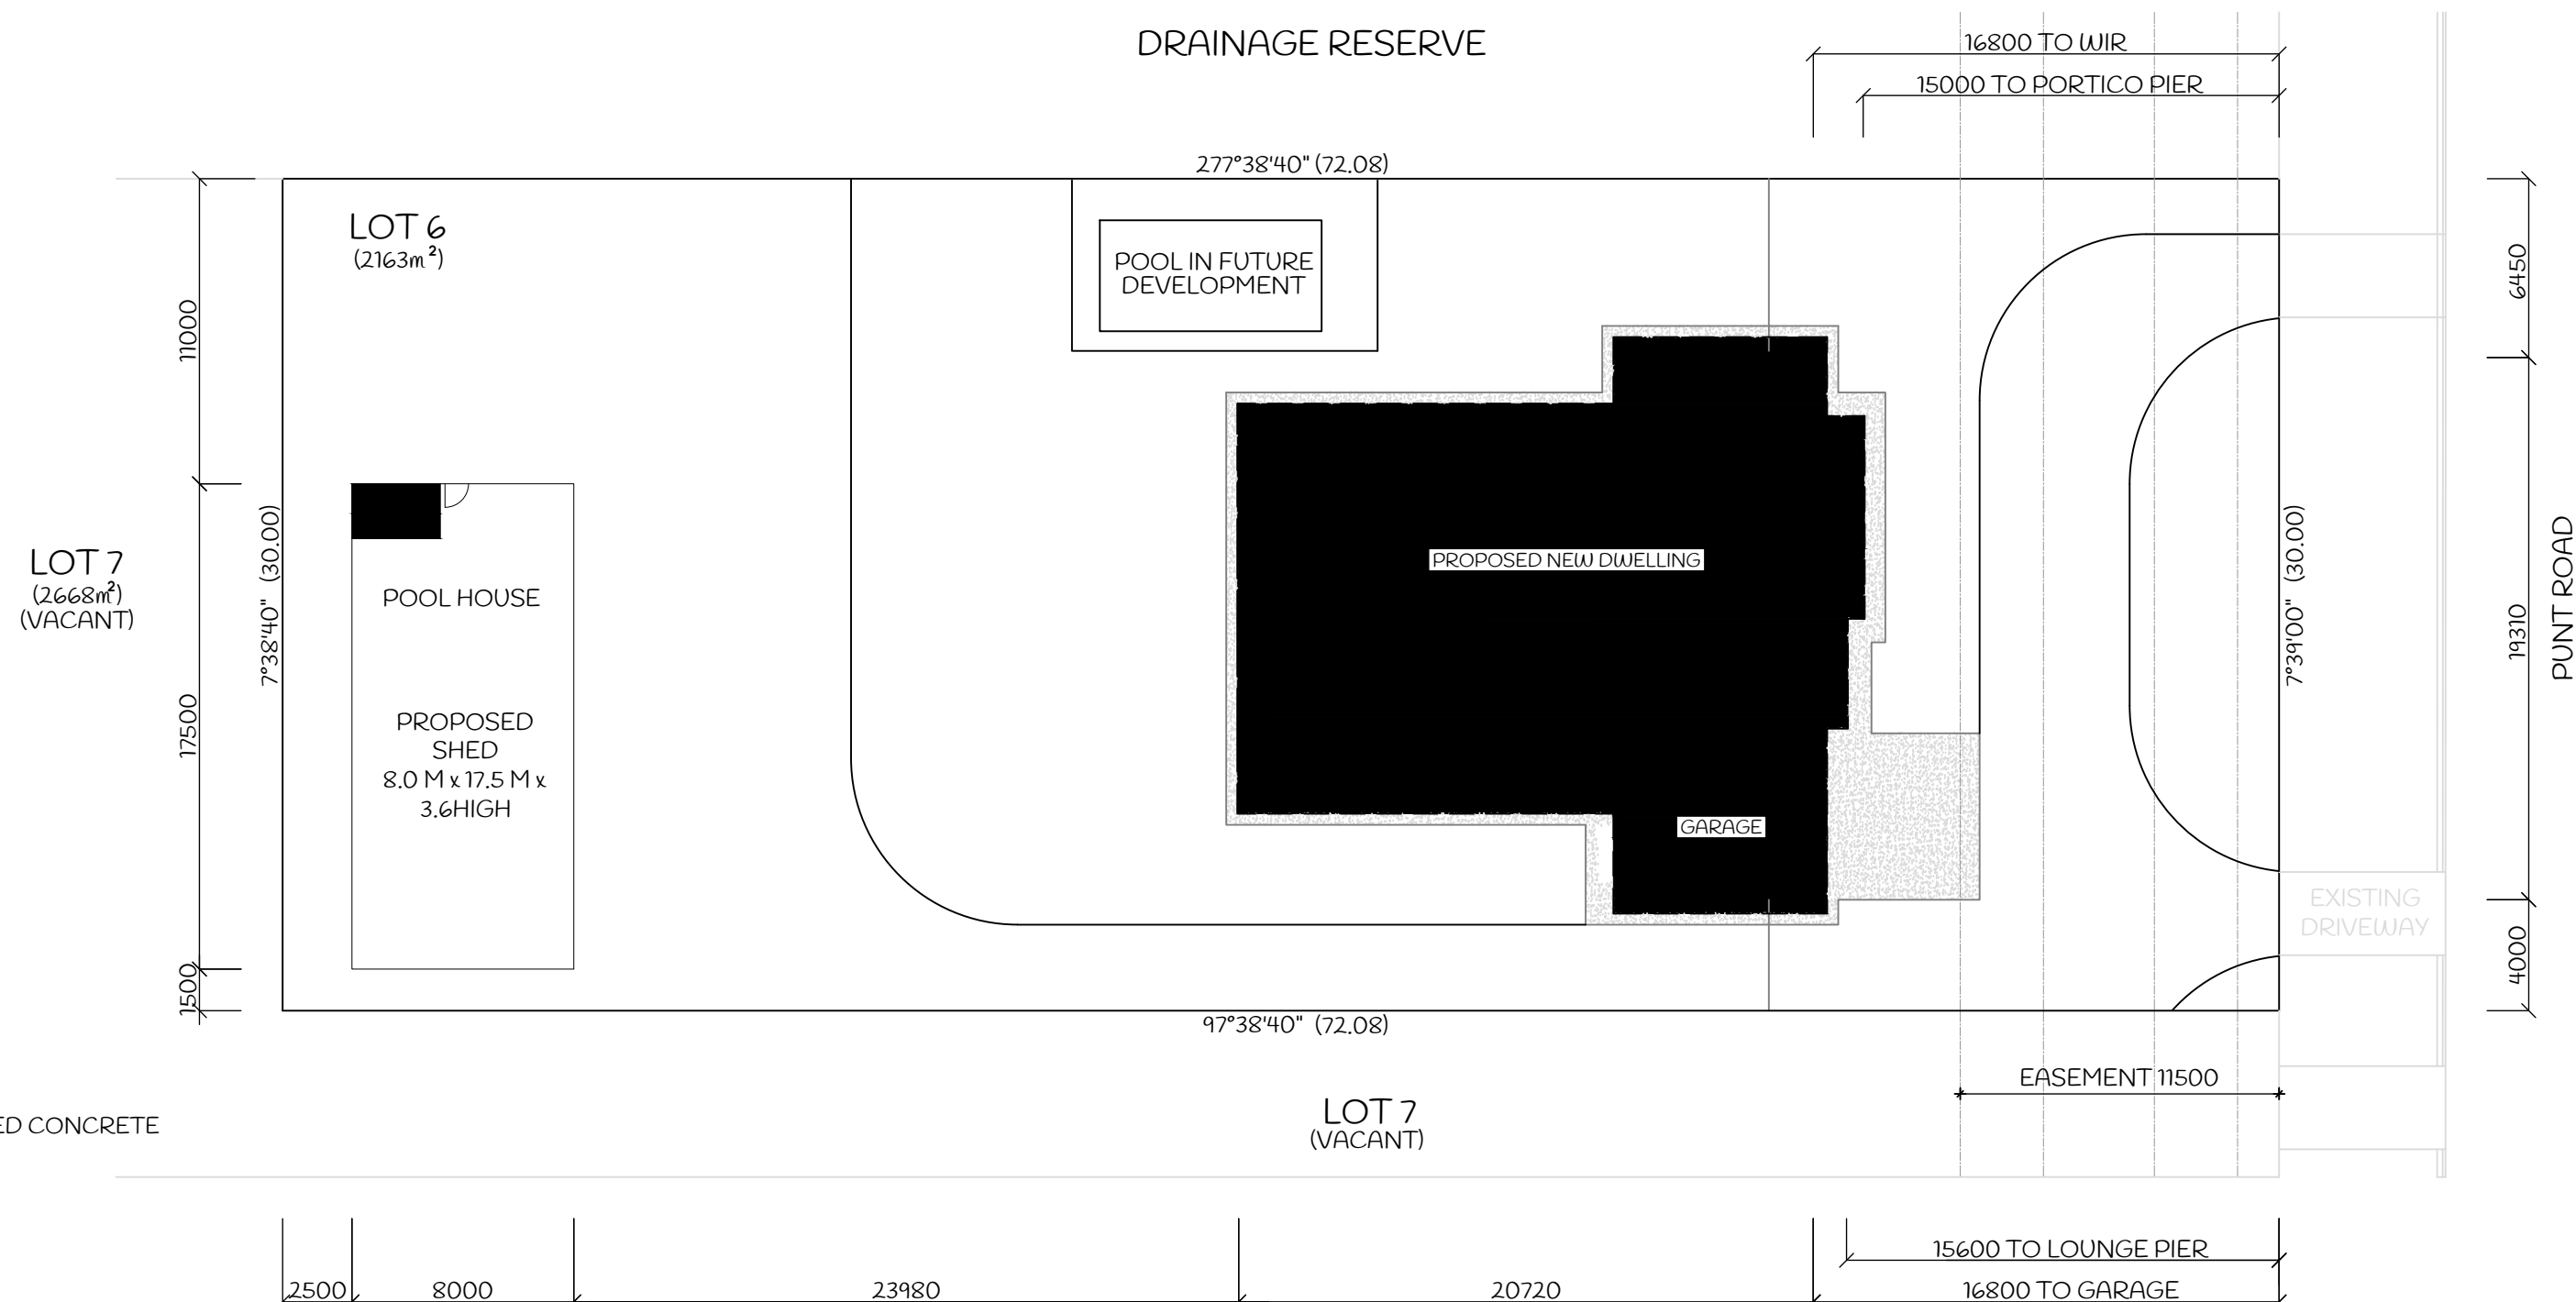 DRAINAGE RESERVE
16800 TO WIR
15000 TO PORTICO PIER
277°38'40" (72.08)
LOT 6
(2163m²)
POOL IN FUTURE
DEVELOPMENT
11000
6450
LOT 7
(2668m²)
(VACANT)
7°38'40" (30.00)
POOL HOUSE
PROPOSED NEW DWELLING
7°39'00" (30.00)
PUNT ROAD
19310
17500
PROPOSED
SHED
8.0 M x 17.5 M x
3.6HIGH
GARAGE
EXISTING
DRIVEWAY
4000
1500
97°38'40" (72.08)
EASEMENT 11500
LOT 7
(VACANT)
ED CONCRETE
15600 TO LOUNGE PIER
2500
8000
23980
20720
16800 TO GARAGE